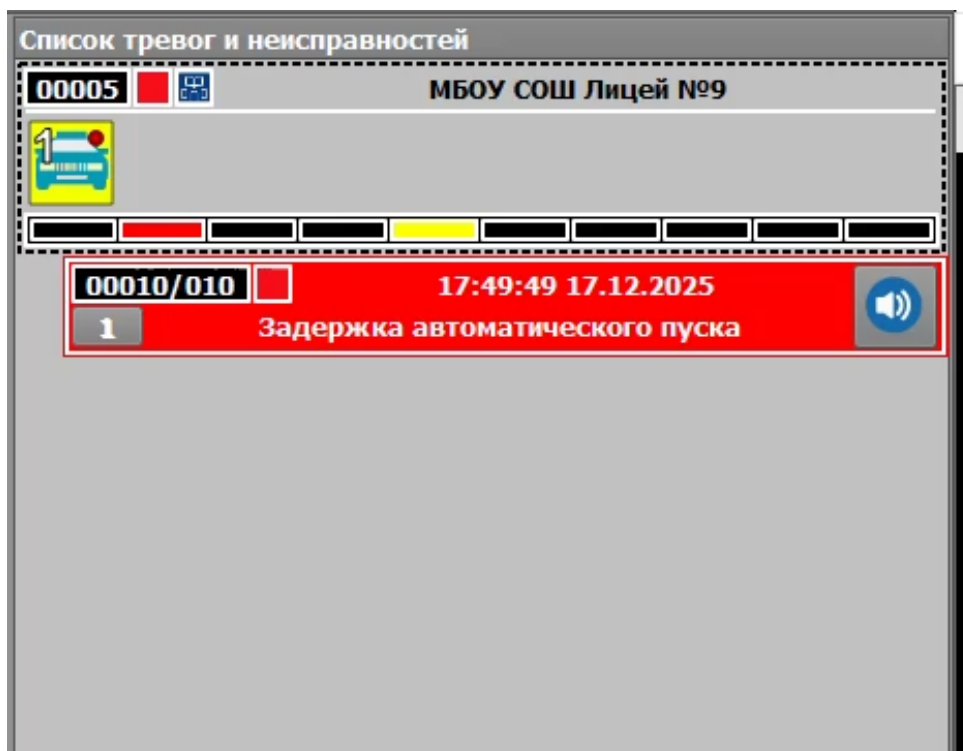 Список тревог и неисправностей
00005 МБОУ СОШ Лицей №9
1
00010/010 17:49:49 17.12.2025
1 Задержка автоматического пуска